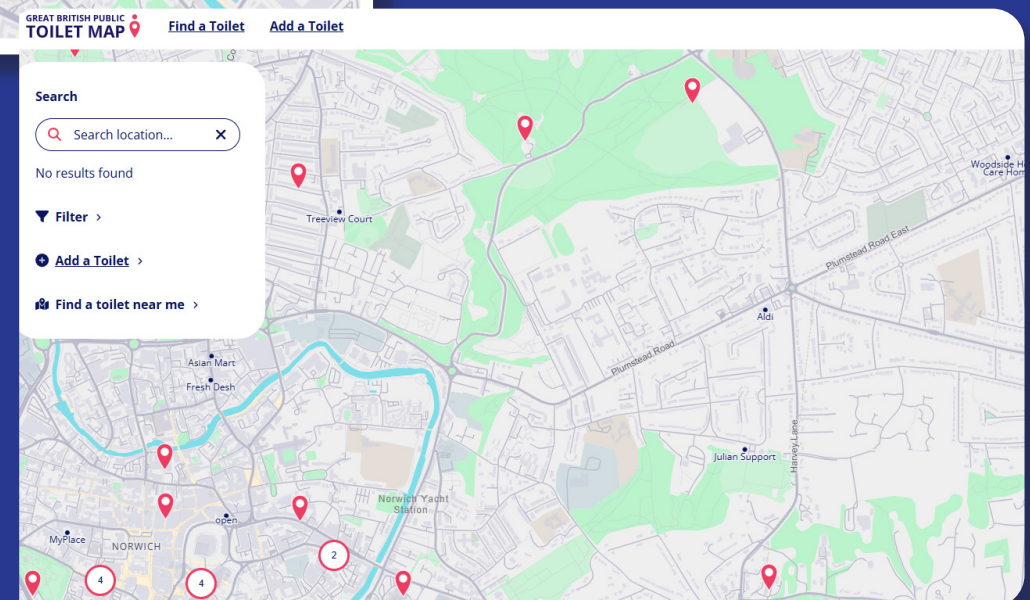 GREAT BRITISH PUBLIC
TOILET MAP
Find a Toilet
Add a Toilet
Search
Search location...
No results found
Filter
Add a Toilet
Find a toilet near me
Treeview Court
Woodside H
Care Hom
Plumstead Road East
Aldi
Plumstead Road
Asian Mart
Fresh Desh
Harvey Lane
Julian Support
Norwich Yacht
Station
open
MyPlace
NORWICH
2
4
4